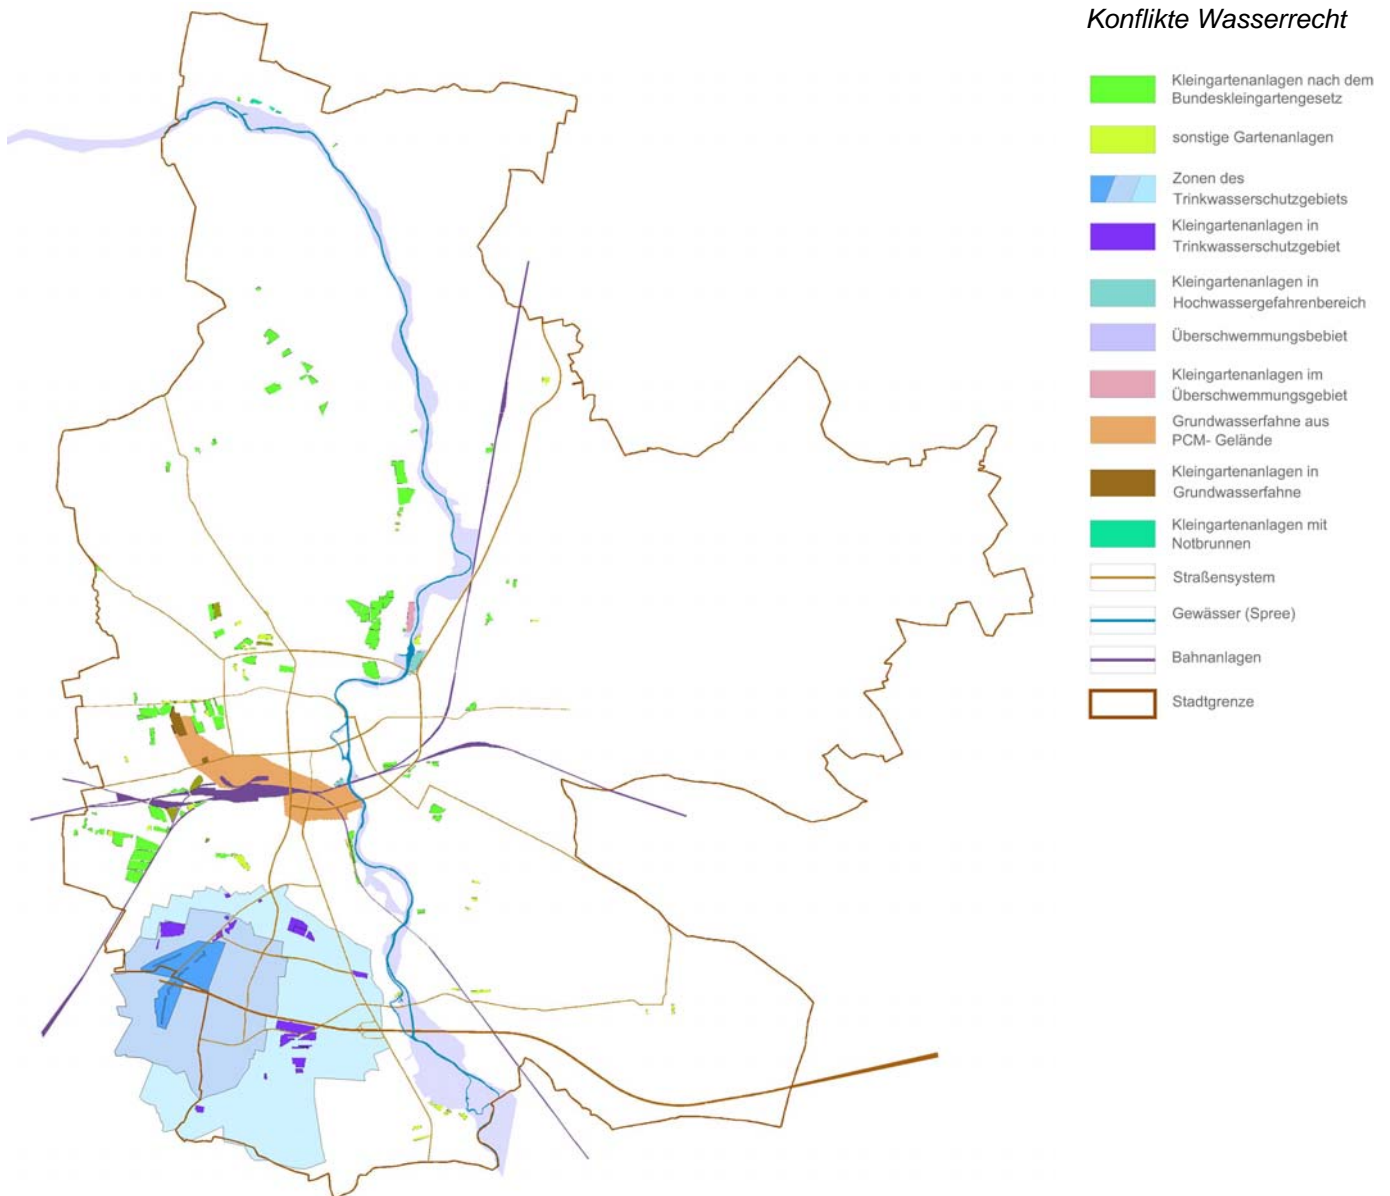 Konflikte Wasserrecht
Kleingartenanlagen nach dem
Bundeskleingartengesetz
sonstige Gartenanlagen
Zonen des
Trinkwasserschutzgebiets
Kleingartenanlagen in
Trinkwasserschutzgebiet
Kleingartenanlagen in
Hochwassergefahrenbereich
Überschwemmungsbebiet
Kleingartenanlagen im
Überschwemmungsgebiet
Grundwasserfahne aus
PCM- Gelände
Kleingartenanlagen in
Grundwasserfahne
Kleingartenanlagen mit
Notbrunnen
Straßensystem
Gewässer (Spree)
Bahnanlagen
Stadtgrenze